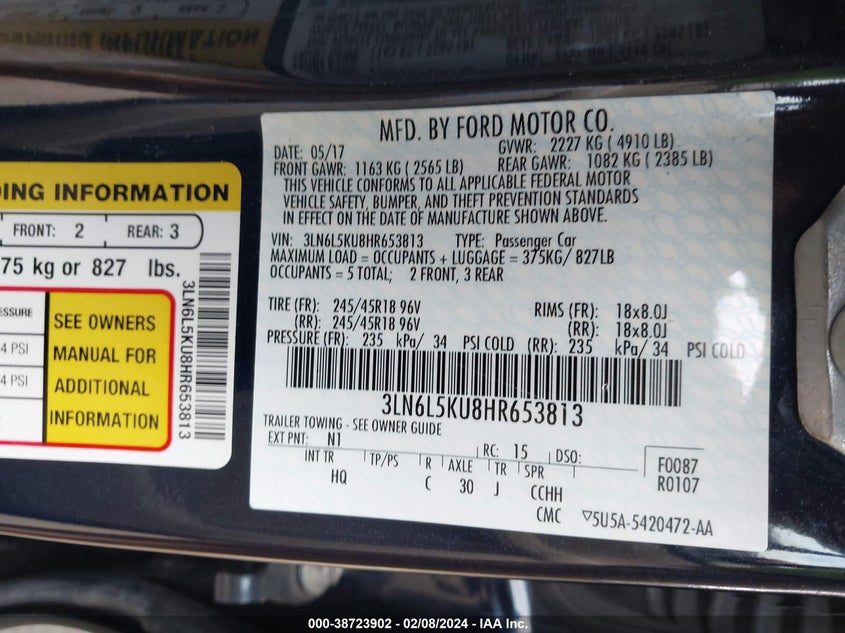 MFD. BY FORD MOTOR CO.
DATE: 05/17
GVWR: 2227 KG ( 4910 LB)
FRONT GAWR: 1163 KG ( 2565 LB)
REAR GAWR: 1082 KG ( 2385 LB)
THIS VEHICLE CONFORMS TO ALL APPLICABLE FEDERAL MOTOR
VEHICLE SAFETY, BUMPER, AND THEFT PREVENTION STANDARDS
IN EFFECT ON THE DATE OF MANUFACTURE SHOWN ABOVE.
VIN: 3LN6L5KU8HR653813 TYPE: Passenger Car
MAXIMUM LOAD = OCCUPANTS + LUGGAGE = 375KG/ 827LB
OCCUPANTS = 5 TOTAL; 2 FRONT, 3 REAR
TIRE (FR): 245/45R18 96V RIMS (FR): 18x8.0J
(RR): 245/45R18 96V (RR): 18x8.0J
PRESSURE (FR): 235 kPa/ 34 PSI COLD (RR): 235 kPa/ 34 PSI COLD
3LN6L5KU8HR653813
TRAILER TOWING - SEE OWNER GUIDE
EXT PNT: N1 RC: 15 DSO: F0087
INT TR TP/PS R AXLE TR SPR R0107
HQ C 30 J CCHH
CMC ▽5U5A-5420472-AA
DING INFORMATION
FRONT: 2 REAR: 3
75 kg or 827 lbs.
ESSURE
4 PSI
4 PSI
SEE OWNERS
MANUAL FOR
ADDITIONAL
INFORMATION
3LN6L5KU8HR653813
000-38723902 - 02/08/2024 - IAA Inc.